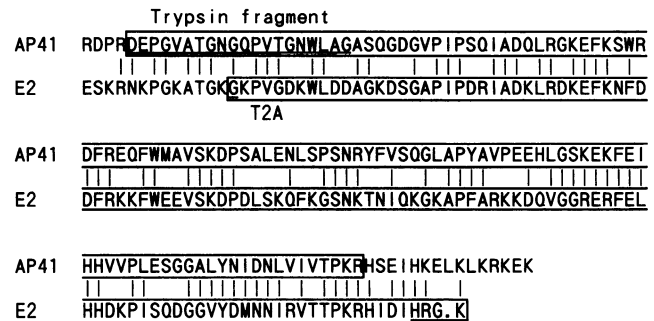 Trypsin fragment
AP41 RDPRDEPGVATGNGQPVTGNWLAGASQGDGVPIPSQIADQLRGKEFKSWR
E2 ESKRNKPGKATGKGKPVGDKWLDDAGKDSGAPIPDRIADKLRDKEFKNFD
T2A
AP41 DFREQFWMAVSKDPSALENLSPSNRYFVSQGLAPYAVPEEHLGSKEKFEI
E2 DFRKKFWEEVSKDPDLSKQFKGSNKTNIQKGKAPFARKKDQVGGRERFEL
AP41 HHVVPLESGGALYNIDNLVIVTPKRHSEIHKELKLKRKEK
E2 HHDKPISQDGGVYDMNNIRVTTPKRHIDIHRG.K